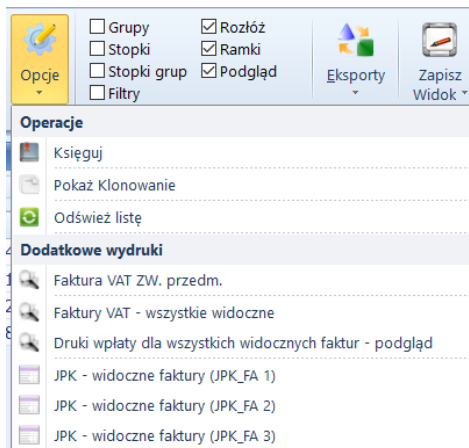 Opcje
Grupy
Stopki
Stopki grup
Filtry
Rozłóż
Ramki
Podgląd
Eksporty
Zapisz
Widok
Operacje
Księguj
Pokaż Klonowanie
Odśwież listę
Dodatkowe wydruki
Faktura VAT ZW. przedm.
Faktury VAT - wszystkie widoczne
Druki wpłaty dla wszystkich widocznych faktur - podgląd
JPK - widoczne faktury (JPK_FA 1)
JPK - widoczne faktury (JPK_FA 2)
JPK - widoczne faktury (JPK_FA 3)